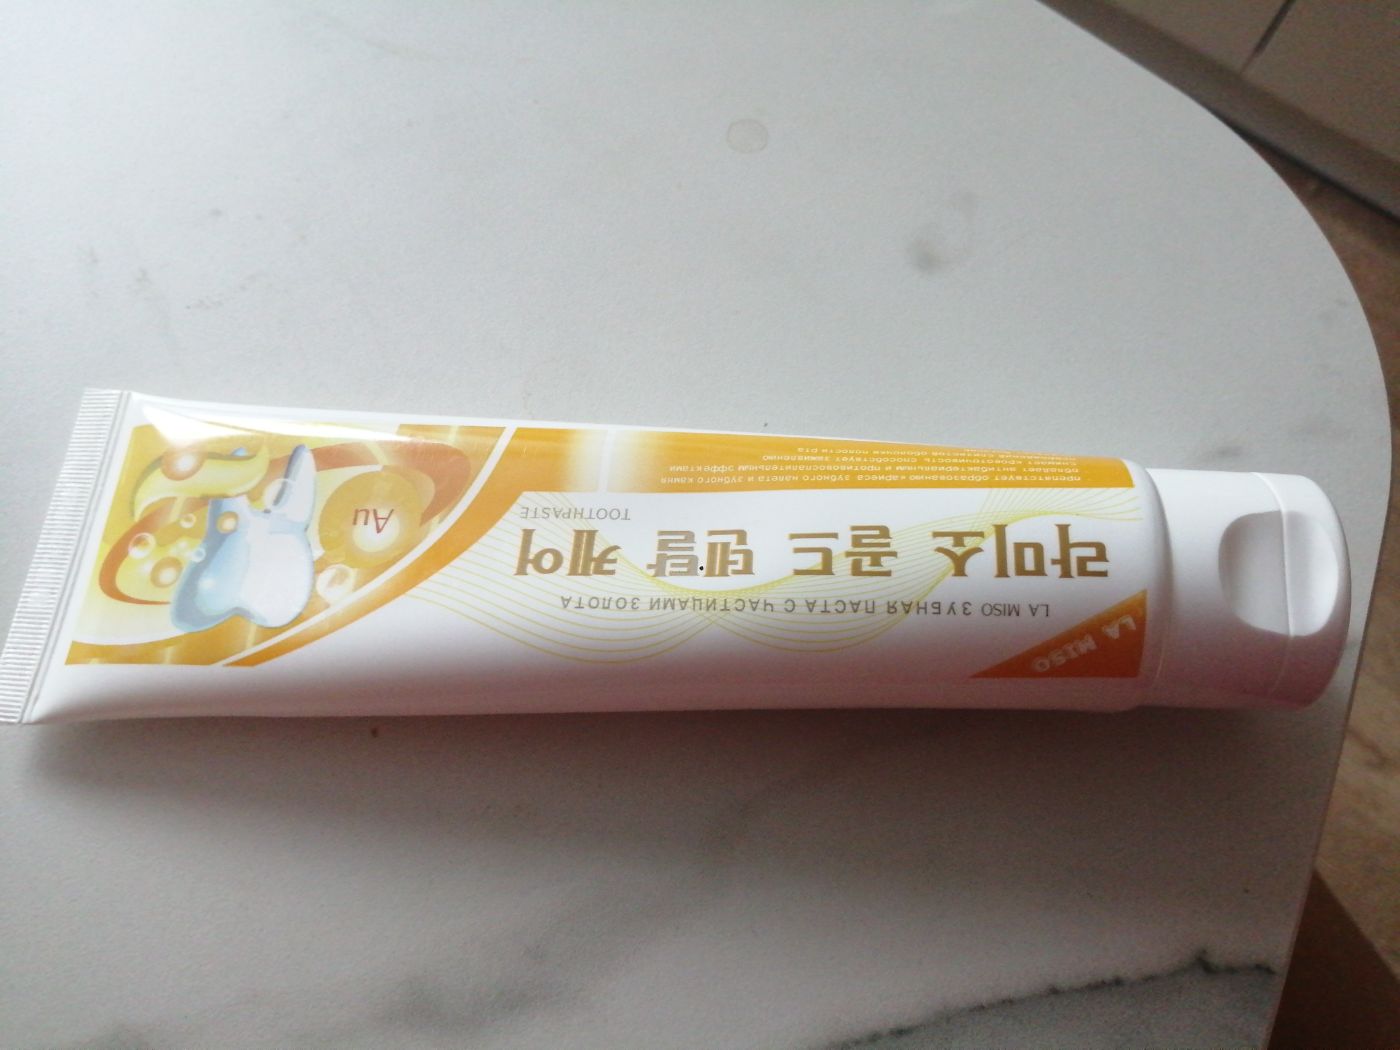 LA MISO
LA MISO ЗУБНАЯ ПАСТА С ЧАСТИЦАМИ ЗОЛОТА
라미소 골드 덴탈 케어
TOOTHPASTE
Au
препятствует образованию кариеса зубного налета и зубного камня
обладает антибактериальным и противовоспалительным эффектами
снижает кровоточивость способствует заживлению
повреждений слизистой оболочки полости рта